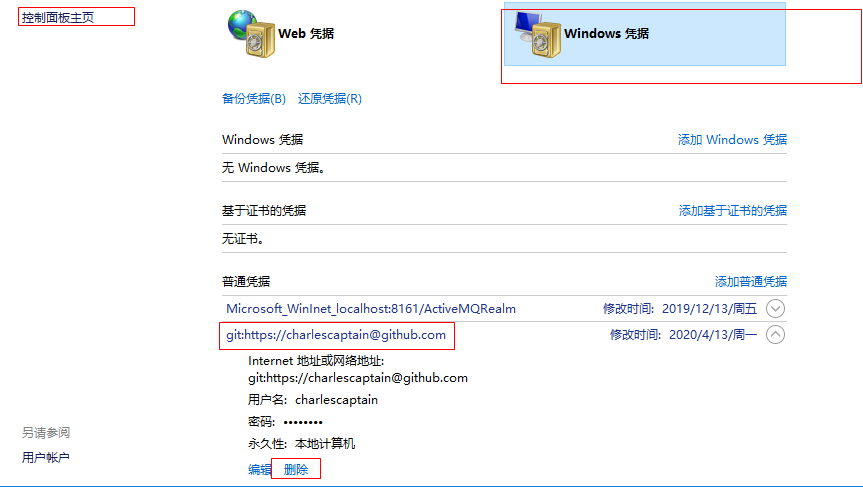 控制面板主页
Web 凭据
Windows 凭据
备份凭据(B) 还原凭据(R)
Windows 凭据 添加 Windows 凭据
无 Windows 凭据。
基于证书的凭据 添加基于证书的凭据
无证书。
普通凭据 添加普通凭据
Microsoft_WinInet_localhost:8161/ActiveMQRealm 修改时间: 2019/12/13/周五
git:https://charlescaptain@github.com 修改时间: 2020/4/13/周一
Internet 地址或网络地址:
git:https://charlescaptain@github.com
用户名: charlescaptain
密码: ••••••••
永久性: 本地计算机
编辑 删除
另请参阅
用户帐户